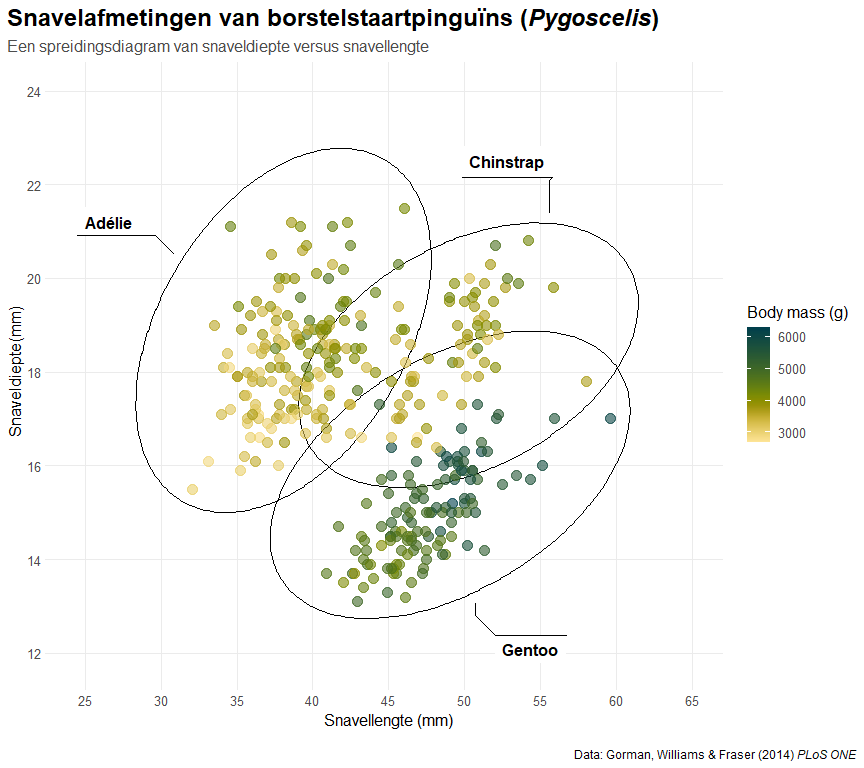 Snavelafmetingen van borstelstaartpinguïns (Pygoscelis)
Een spreidingsdiagram van snaveldiepte versus snavellengte
24
22
20
18
16
14
12
Snaveldiepte(mm)
Adélie
Chinstrap
Gentoo
25 30 35 40 45 50 55 60 65
Snavellengte (mm)
Body mass (g)
6000
5000
4000
3000
Data: Gorman, Williams & Fraser (2014) PLoS ONE